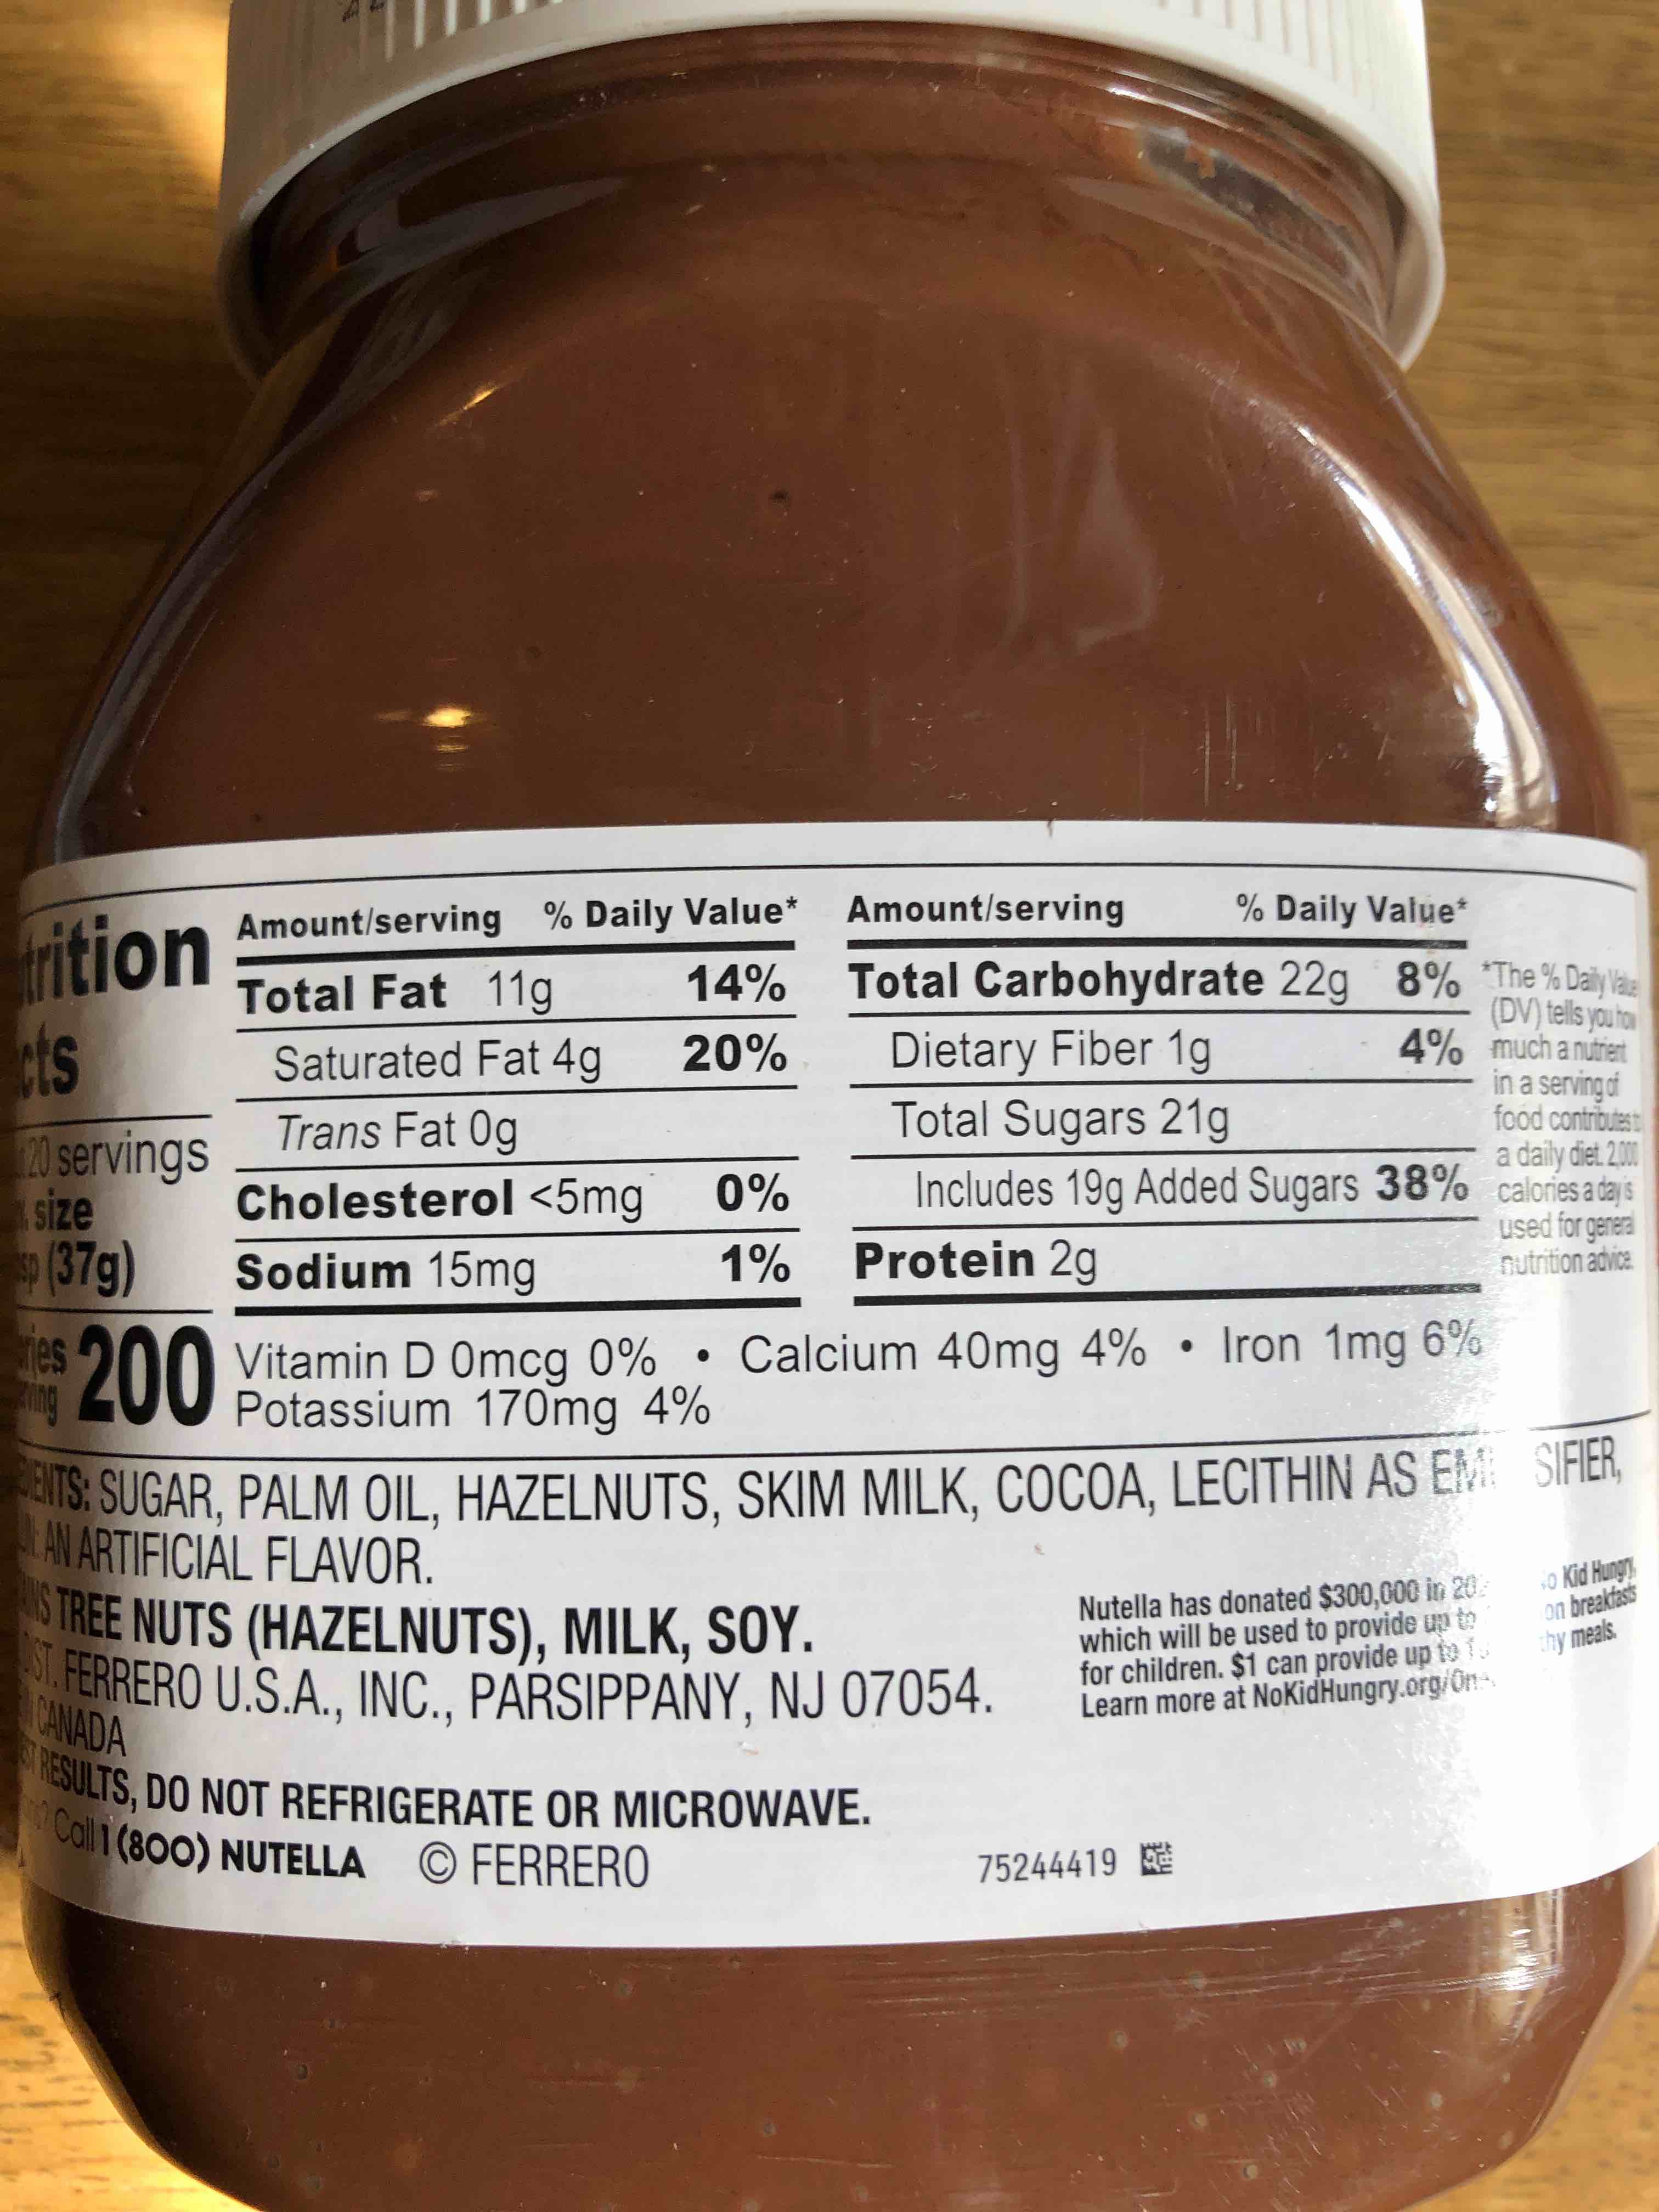 trition
cts
20 servings
size
(37g)
200
Amount/serving % Daily Value*
Total Fat 11g 14%
Saturated Fat 4g 20%
Trans Fat 0g
Cholesterol <5mg 0%
Sodium 15mg 1%
Amount/serving % Daily Value*
Total Carbohydrate 22g 8%
Dietary Fiber 1g 4%
Total Sugars 21g
Includes 19g Added Sugars 38%
Protein 2g
Vitamin D 0mcg 0% • Calcium 40mg 4% • Iron 1mg 6%
Potassium 170mg 4%
*The % Daily Value
(DV) tells you how
much a nutrient
in a serving of
food contributes to
a daily diet. 2,000
calories a day is
used for general
nutrition advice.
ENTS: SUGAR, PALM OIL, HAZELNUTS, SKIM MILK, COCOA, LECITHIN AS EM SIFIER,
AN ARTIFICIAL FLAVOR.
TREE NUTS (HAZELNUTS), MILK, SOY.
ST. FERRERO U.S.A., INC., PARSIPPANY, NJ 07054.
CANADA
RESULTS, DO NOT REFRIGERATE OR MICROWAVE.
Call 1 (800) NUTELLA © FERRERO
Nutella has donated $300,000 in 20 o Kid Hungry,
which will be used to provide up to on breakfasts
for children. $1 can provide up to 1 thy meals.
Learn more at NoKidHungry.org/On
75244419